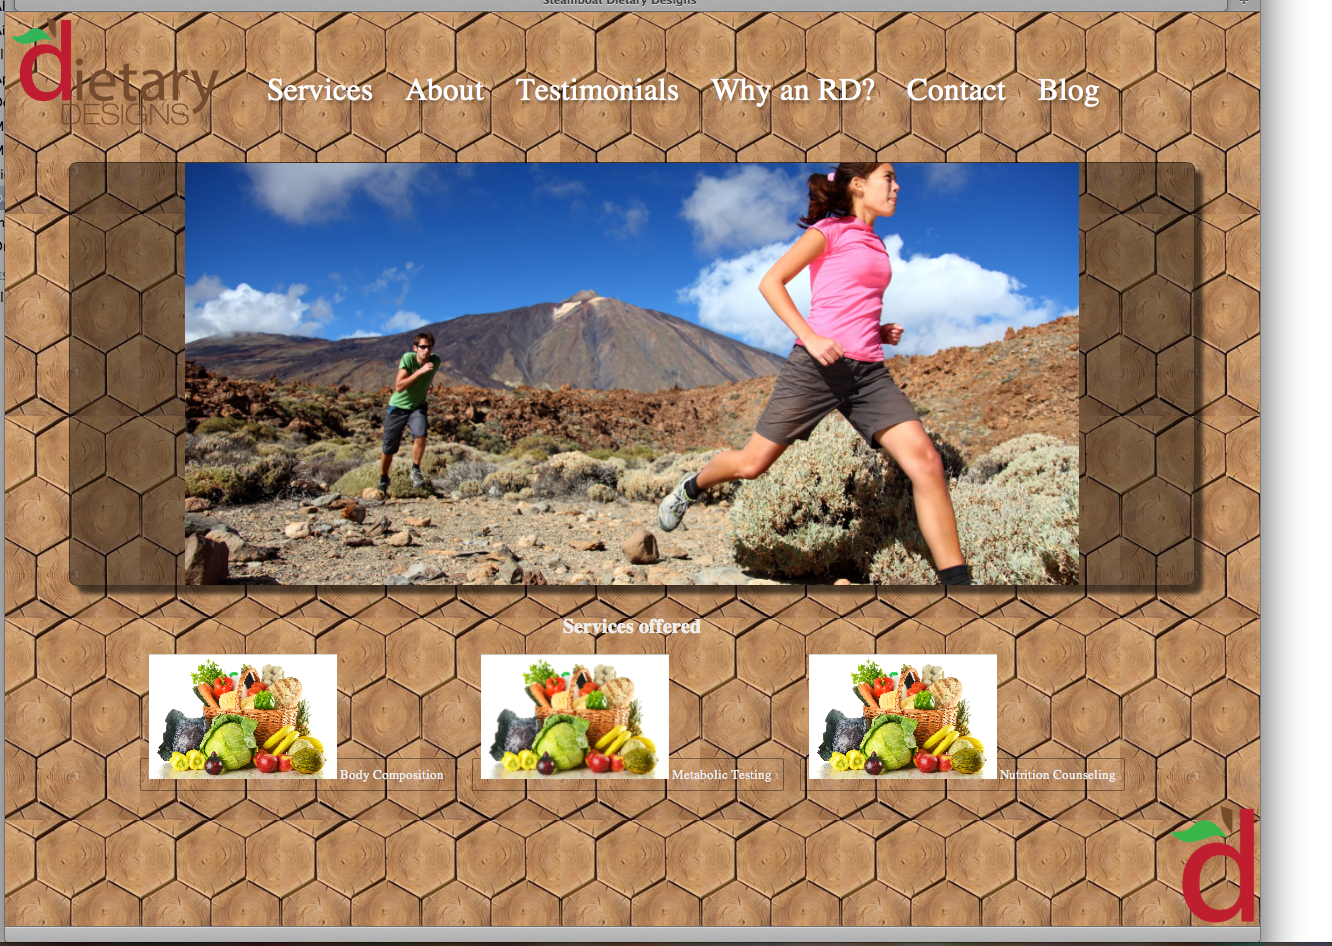 Steamboat Dietary Designs
dietary
DESIGNS
Services About Testimonials Why an RD? Contact Blog
Services offered
Body Composition Metabolic Testing Nutrition Counseling
d